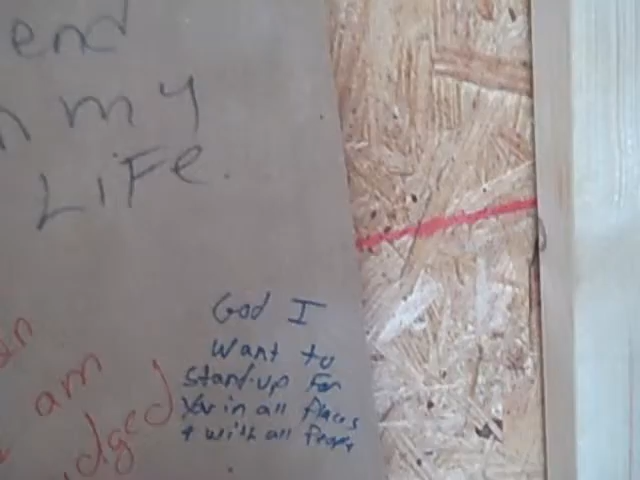 end
my
LiFe.
am
God I
want to
stand-up For
You in all Places
+ with all People